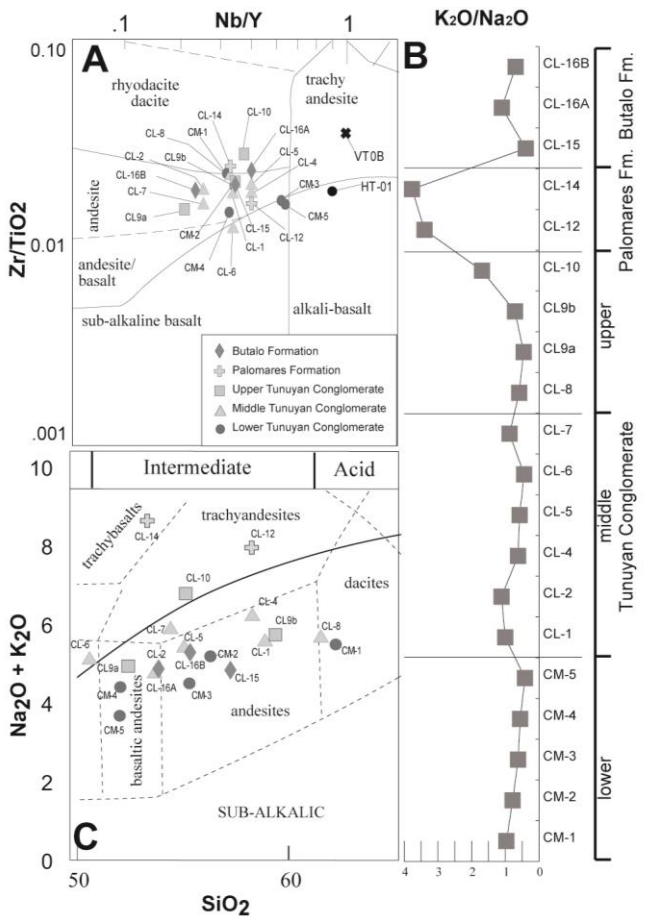 .1 Nb/Y 1
K2O/Na2O
0.10
A
B
trachy
andesite
rhyodacite
dacite
CL-14
CL-10
CM-1
CL-8
CL-16A
CL-2
CL9b
CL-5
CL-4
CL-16B
CM-3
CL-7
CL9a
CM-5
CM-2
CL-15
CL-12
CL-1
CM-4
CL-6
VT0B
HT-01
andesite
andesite/
basalt
sub-alkaline basalt
alkali-basalt
Zr/TiO2
0.01
.001
Butalo Formation
Palomares Formation
Upper Tunuyan Conglomerate
Middle Tunuyan Conglomerate
Lower Tunuyan Conglomerate
Intermediate
Acid
10
8
6
4
2
0
Na2O + K2O
trachybasalts
trachyandesites
CL-14
CL-12
dacites
CL-10
CL-4
CL-7
CL9b
CL-8
CL-2
CL-5
CL-6
CM-2
CL-1
CM-1
CL9a
CL-16B
CM-4
CL-16A
CM-3
CL-15
CM-5
basaltic andesites
andesites
SUB-ALKALIC
C
50
60
SiO2
CL-16B
CL-16A
CL-15
CL-14
CL-12
CL-10
CL9b
CL9a
CL-8
CL-7
CL-6
CL-5
CL-4
CL-2
CL-1
CM-5
CM-4
CM-3
CM-2
CM-1
4 3 2 1 0
Butalo Fm.
Palomares Fm.
upper
middle
Tunuyan Conglomerate
lower